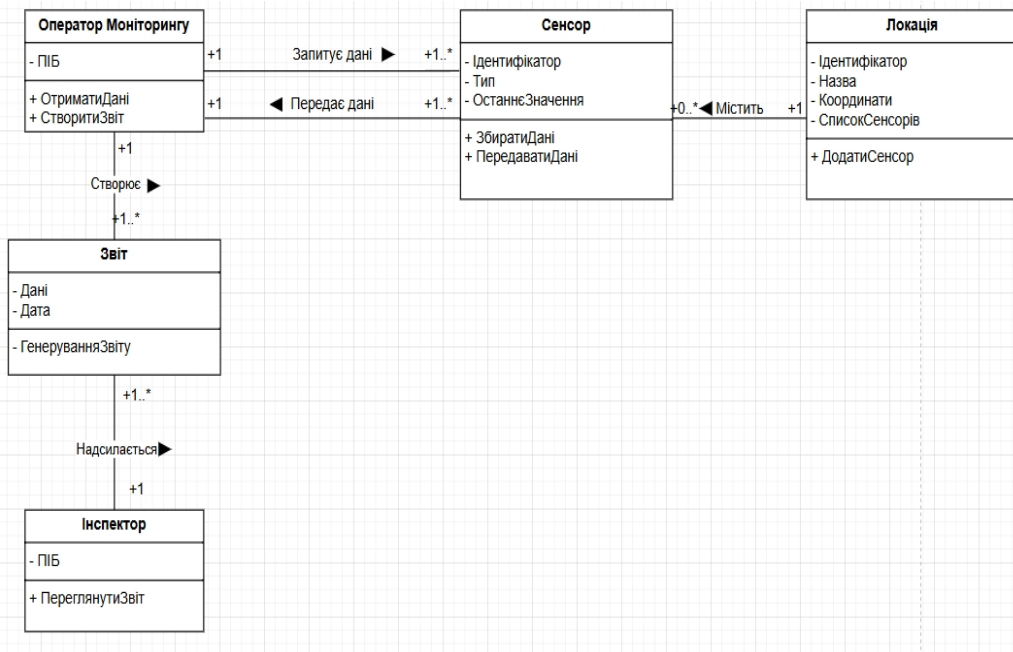 Оператор Моніторингу
- ПІБ
+ ОтриматиДані
+ СтворитиЗвіт
+1
Запитує дані ►
+1..*
+1
◄ Передає дані
+1..*
Сенсор
- Ідентифікатор
- Тип
- ОстаннєЗначення
+ ЗбиратиДані
+ ПередаватиДані
+0..*
◄ Містить
+1
Локація
- Ідентифікатор
- Назва
- Координати
- СписокСенсорів
+ ДодатиСенсор
+1
Створює ►
+1..*
Звіт
- Дані
- Дата
- ГенеруванняЗвіту
+1..*
Надсилається►
+1
Інспектор
- ПІБ
+ ПереглянутиЗвіт